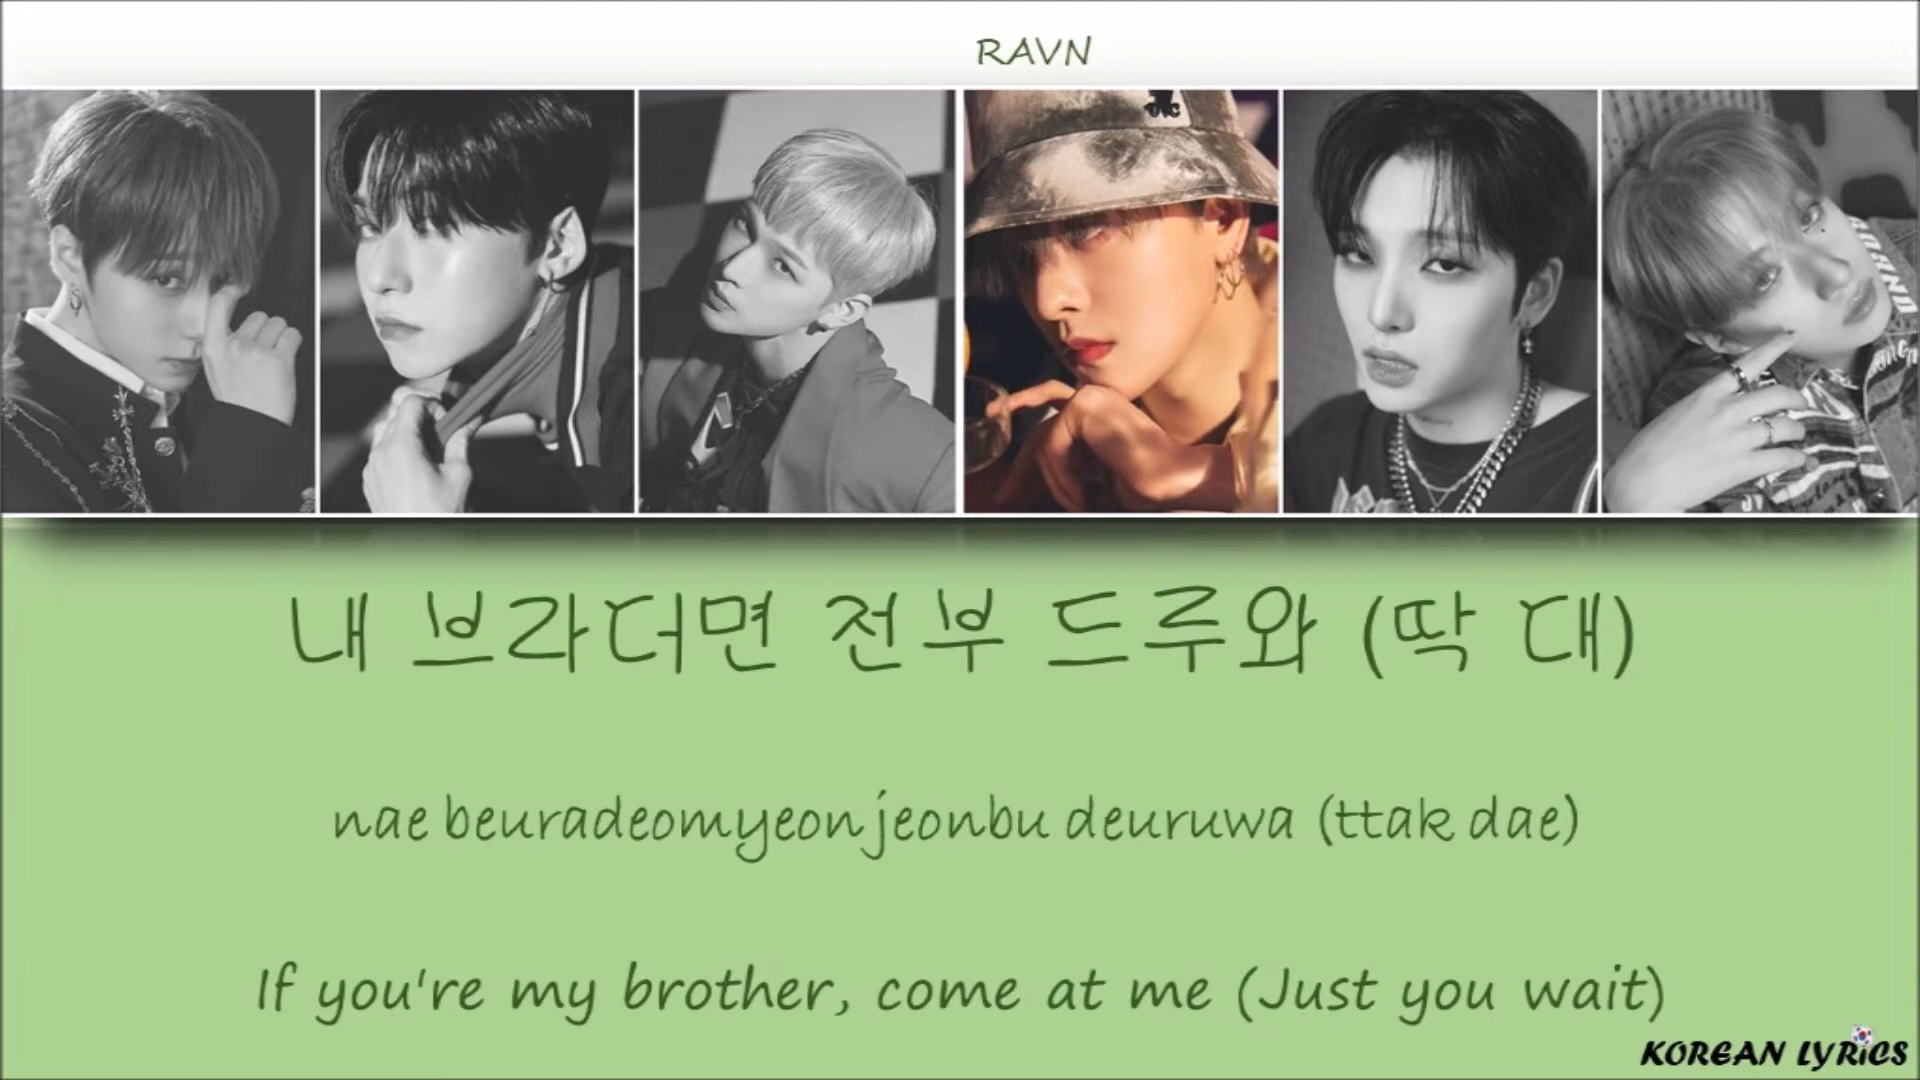 RAVN
내 브라더면 전부 드루와 (딱 대)
nae beuradeomyeon jeonbu deuruwa (ttak dae)
If you're my brother, come at me (Just you wait)
KOREAN LYRICS